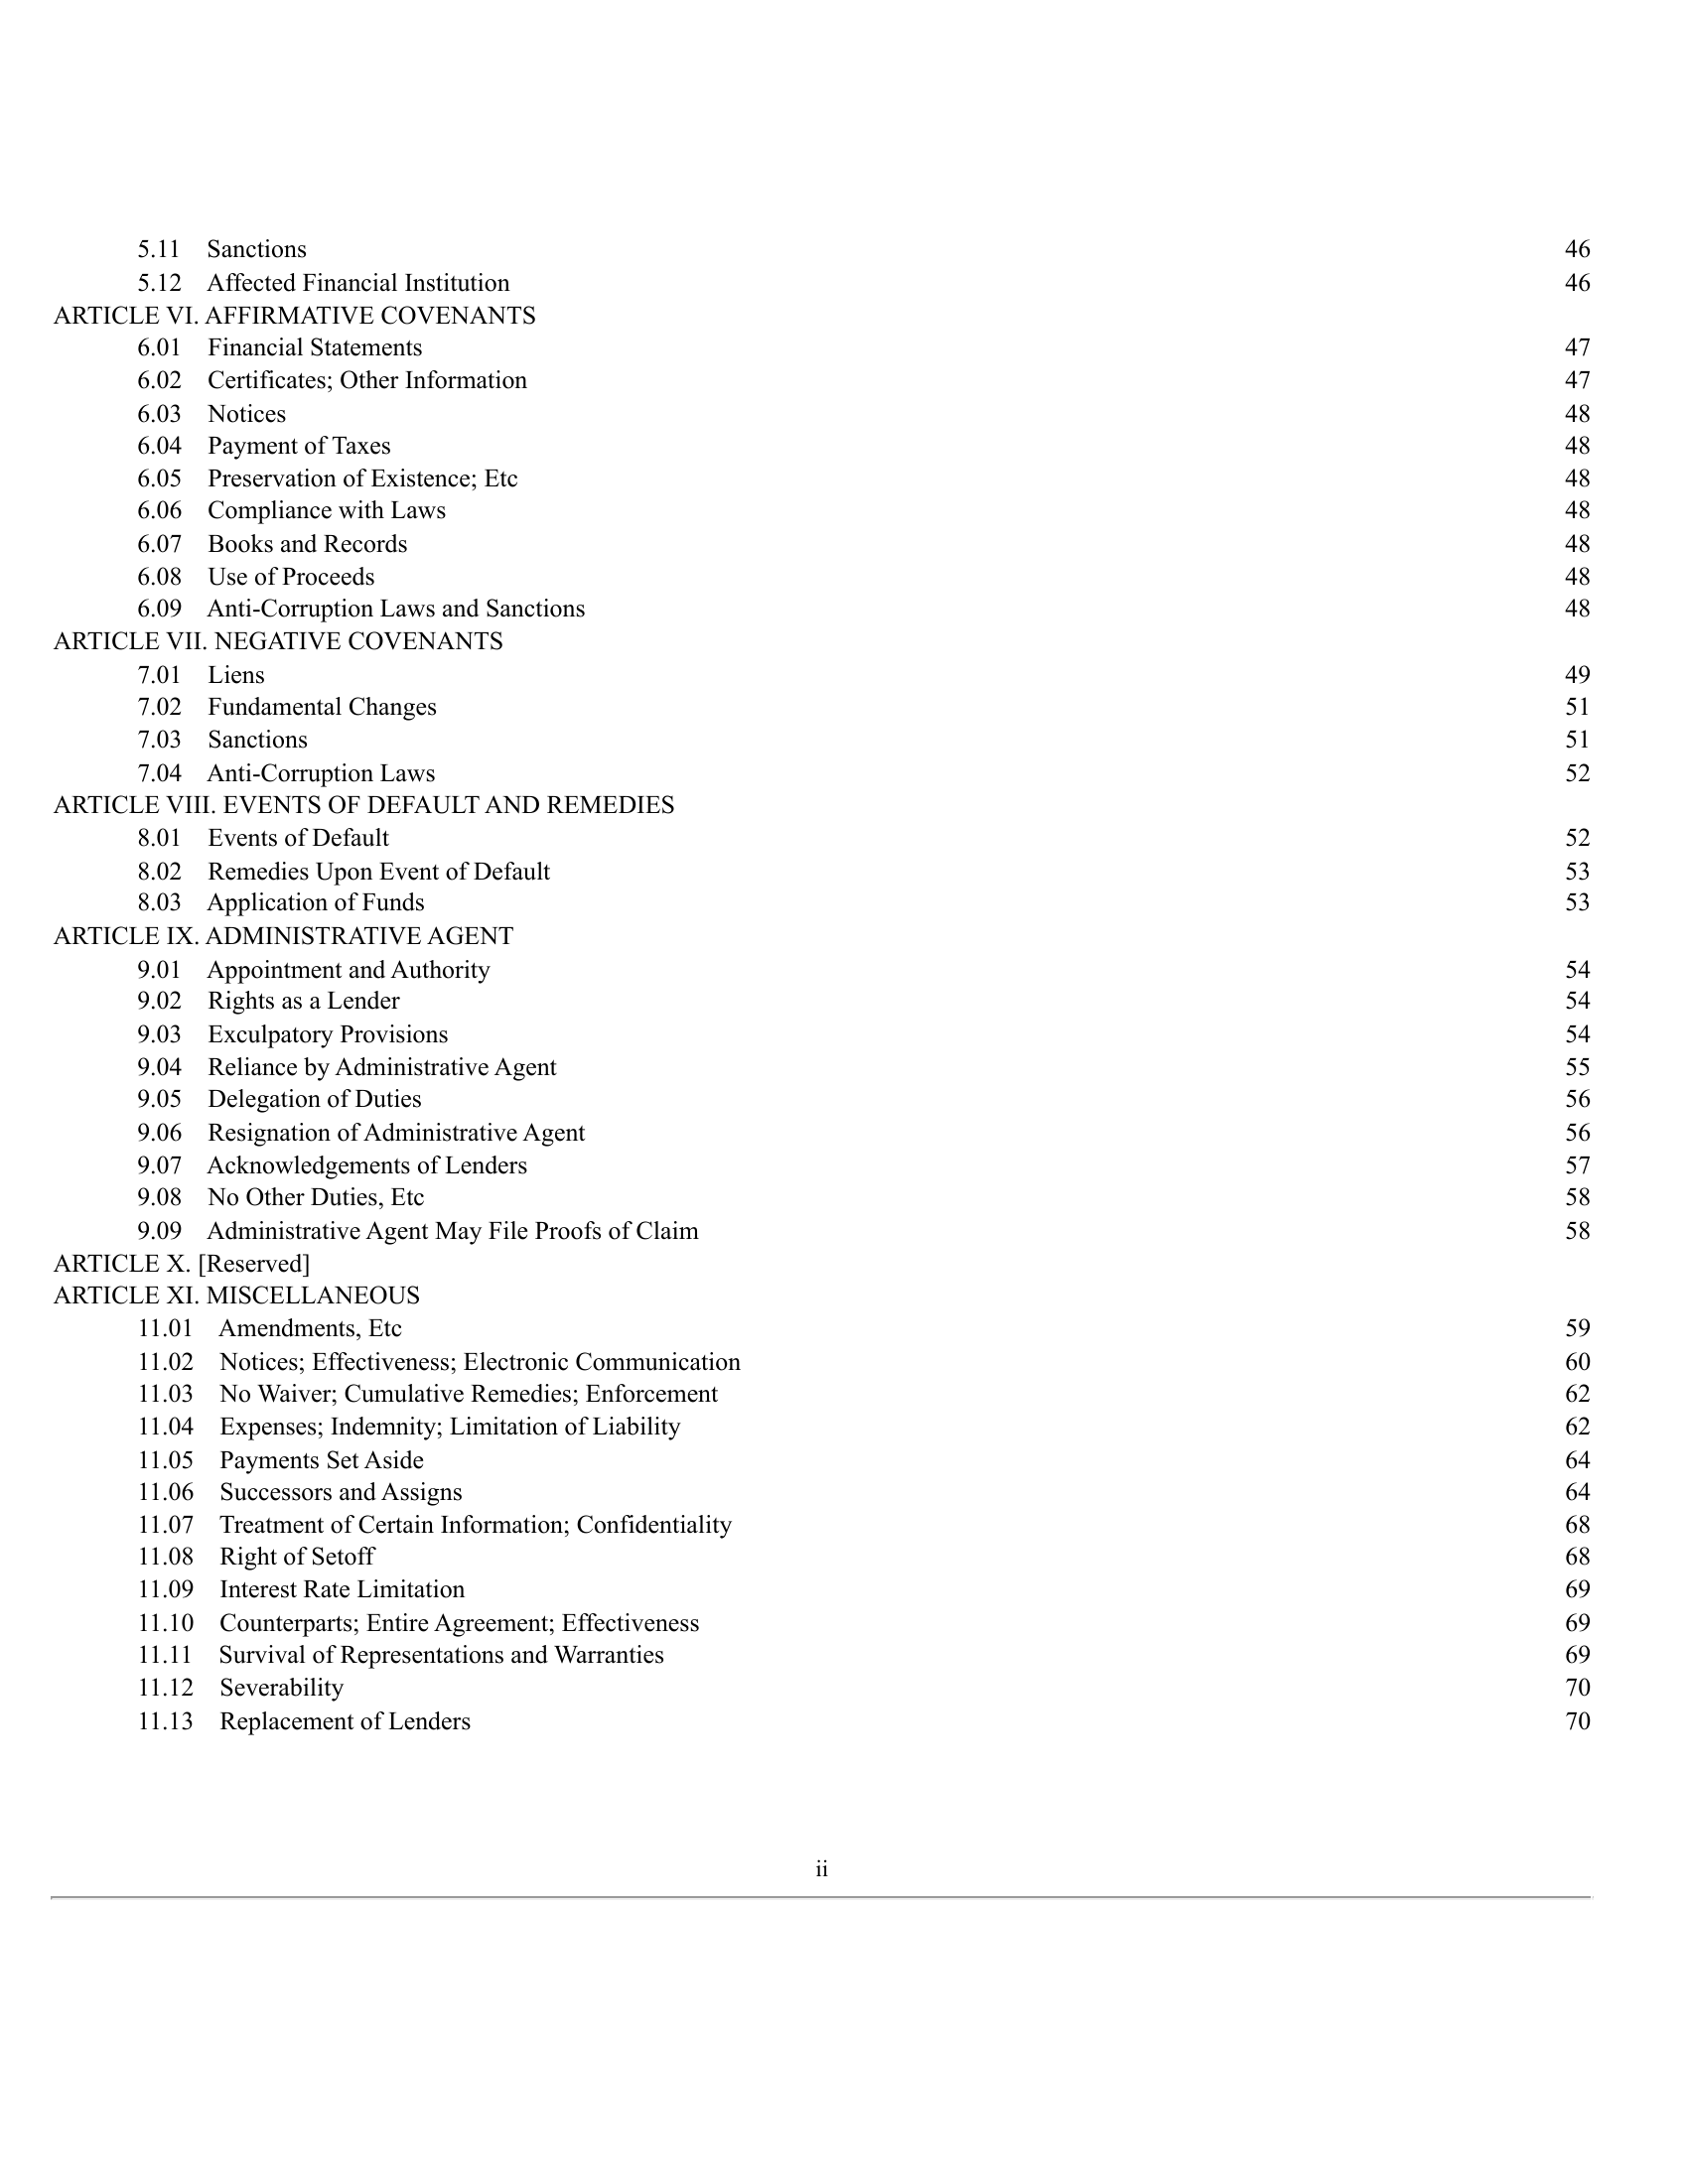 5.11 Sanctions 46
5.12 Affected Financial Institution 46
ARTICLE VI. AFFIRMATIVE COVENANTS
6.01 Financial Statements 47
6.02 Certificates; Other Information 47
6.03 Notices 48
6.04 Payment of Taxes 48
6.05 Preservation of Existence; Etc 48
6.06 Compliance with Laws 48
6.07 Books and Records 48
6.08 Use of Proceeds 48
6.09 Anti-Corruption Laws and Sanctions 48
ARTICLE VII. NEGATIVE COVENANTS
7.01 Liens 49
7.02 Fundamental Changes 51
7.03 Sanctions 51
7.04 Anti-Corruption Laws 52
ARTICLE VIII. EVENTS OF DEFAULT AND REMEDIES
8.01 Events of Default 52
8.02 Remedies Upon Event of Default 53
8.03 Application of Funds 53
ARTICLE IX. ADMINISTRATIVE AGENT
9.01 Appointment and Authority 54
9.02 Rights as a Lender 54
9.03 Exculpatory Provisions 54
9.04 Reliance by Administrative Agent 55
9.05 Delegation of Duties 56
9.06 Resignation of Administrative Agent 56
9.07 Acknowledgements of Lenders 57
9.08 No Other Duties, Etc 58
9.09 Administrative Agent May File Proofs of Claim 58
ARTICLE X. [Reserved]
ARTICLE XI. MISCELLANEOUS
11.01 Amendments, Etc 59
11.02 Notices; Effectiveness; Electronic Communication 60
11.03 No Waiver; Cumulative Remedies; Enforcement 62
11.04 Expenses; Indemnity; Limitation of Liability 62
11.05 Payments Set Aside 64
11.06 Successors and Assigns 64
11.07 Treatment of Certain Information; Confidentiality 68
11.08 Right of Setoff 68
11.09 Interest Rate Limitation 69
11.10 Counterparts; Entire Agreement; Effectiveness 69
11.11 Survival of Representations and Warranties 69
11.12 Severability 70
11.13 Replacement of Lenders 70
ii